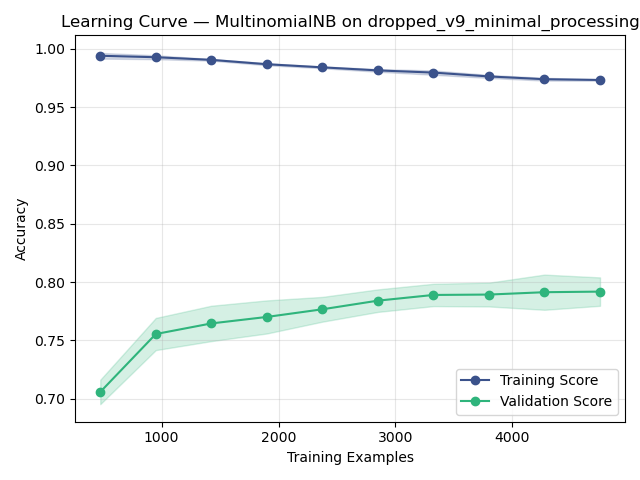 Learning Curve — MultinomialNB on dropped_v9_minimal_processing
1.00
0.95
0.90
0.85
0.80
0.75
0.70
Accuracy
1000 2000 3000 4000
Training Examples
Training Score
Validation Score